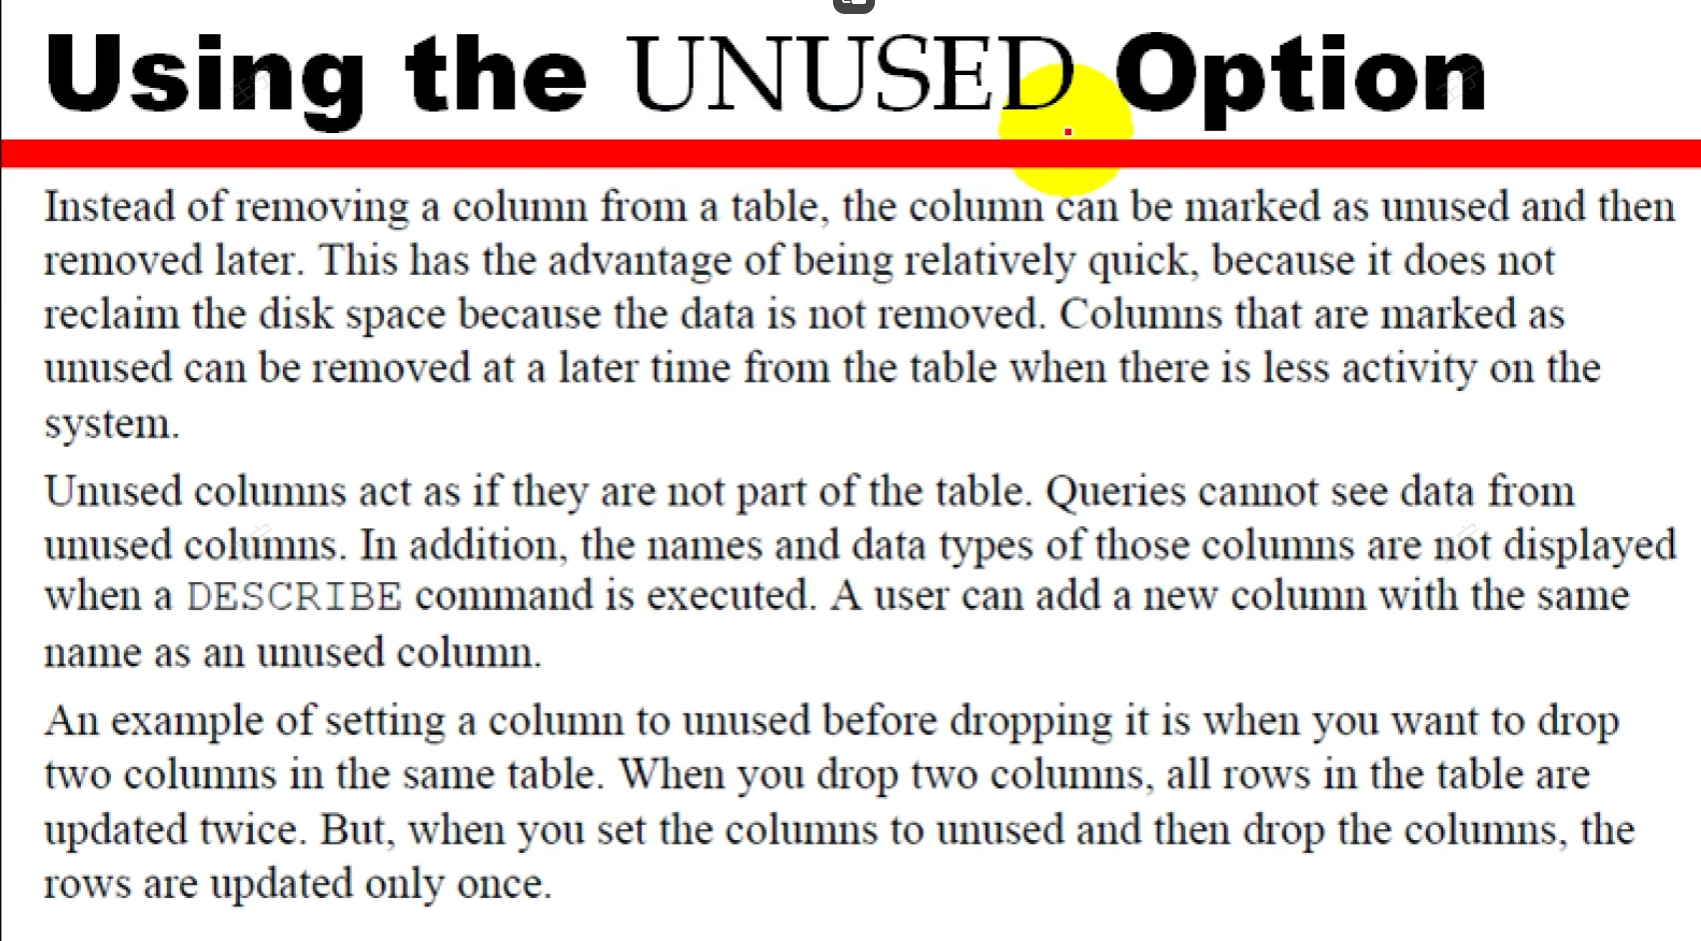 Using the UNUSED Option
Instead of removing a column from a table, the column can be marked as unused and then
removed later. This has the advantage of being relatively quick, because it does not
reclaim the disk space because the data is not removed. Columns that are marked as
unused can be removed at a later time from the table when there is less activity on the
system.
Unused columns act as if they are not part of the table. Queries cannot see data from
unused columns. In addition, the names and data types of those columns are not displayed
when a DESCRIBE command is executed. A user can add a new column with the same
name as an unused column.
An example of setting a column to unused before dropping it is when you want to drop
two columns in the same table. When you drop two columns, all rows in the table are
updated twice. But, when you set the columns to unused and then drop the columns, the
rows are updated only once.